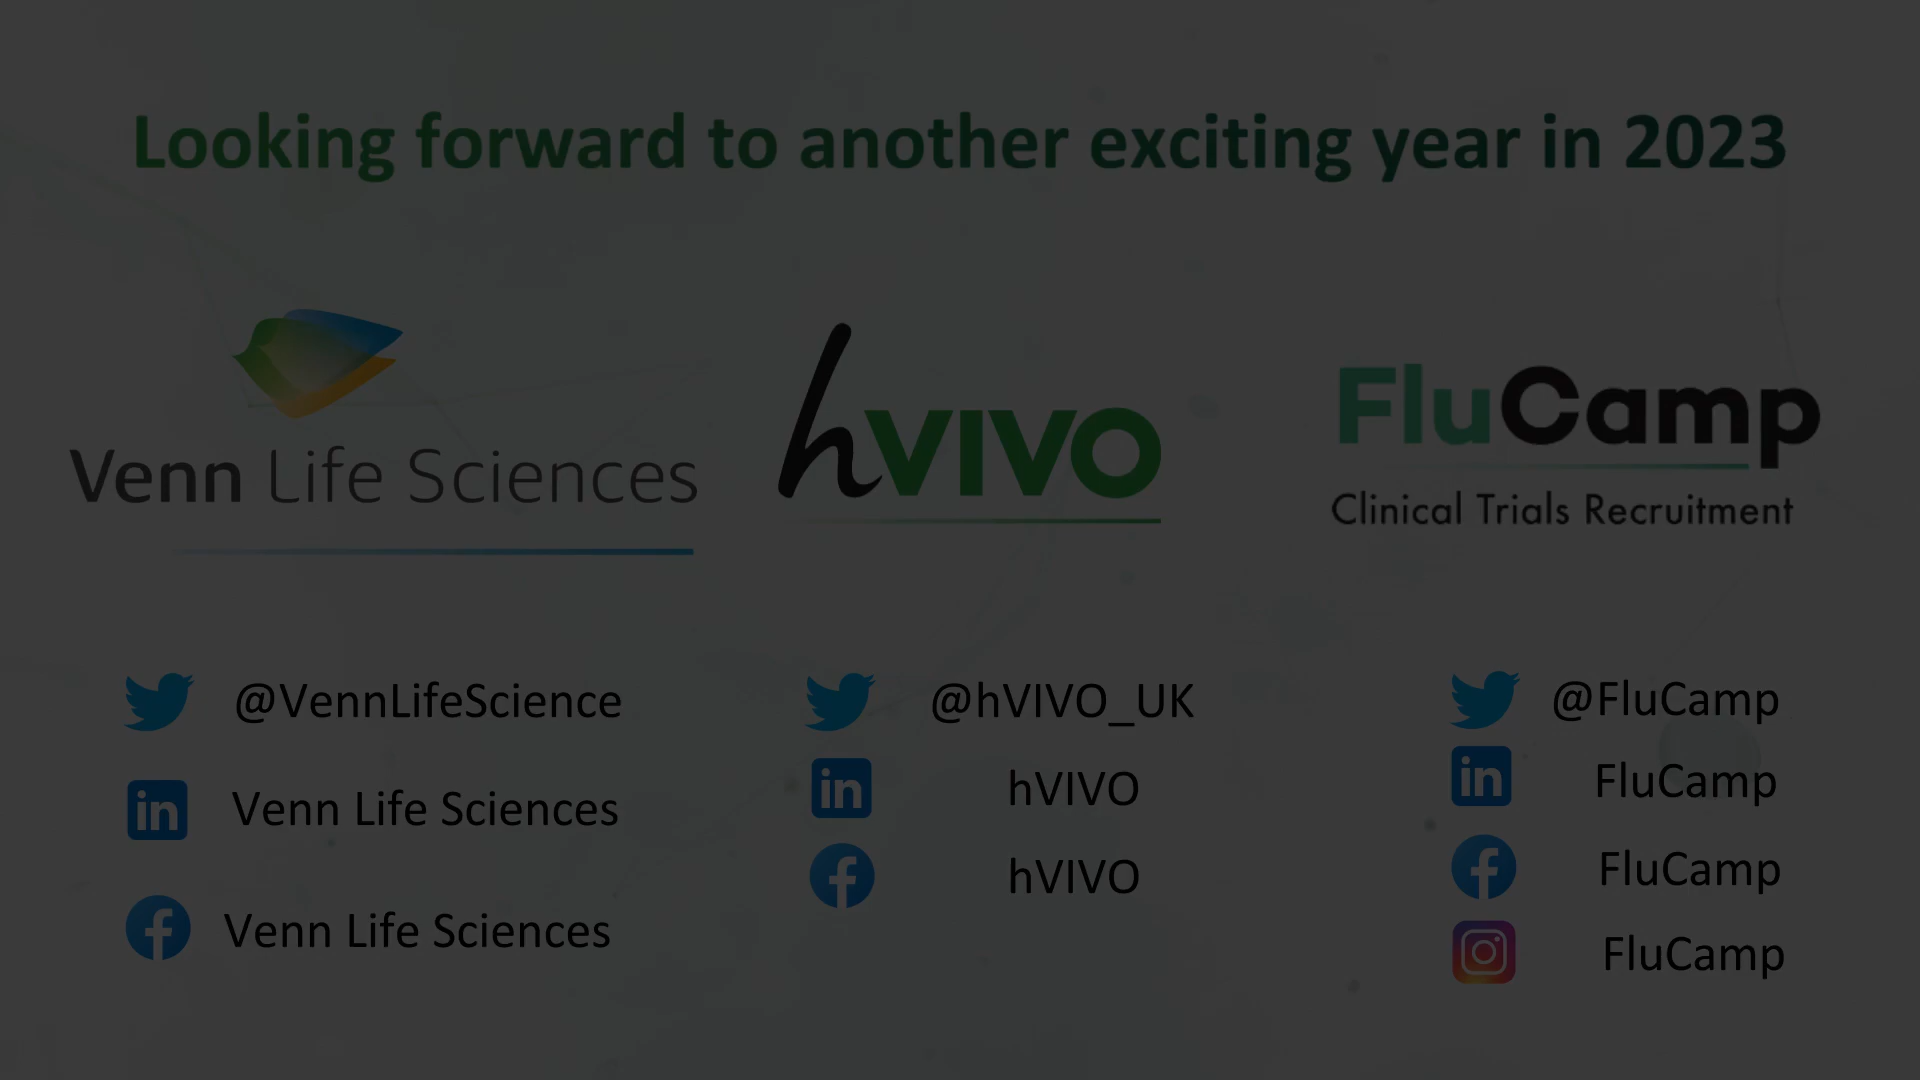 Looking forward to another exciting year in 2023
Venn Life Sciences
@VennLifeScience
Venn Life Sciences
Venn Life Sciences
hVIVO
@hVIVO_UK
hVIVO
hVIVO
FluCamp
Clinical Trials Recruitment
@FluCamp
FluCamp
FluCamp
FluCamp